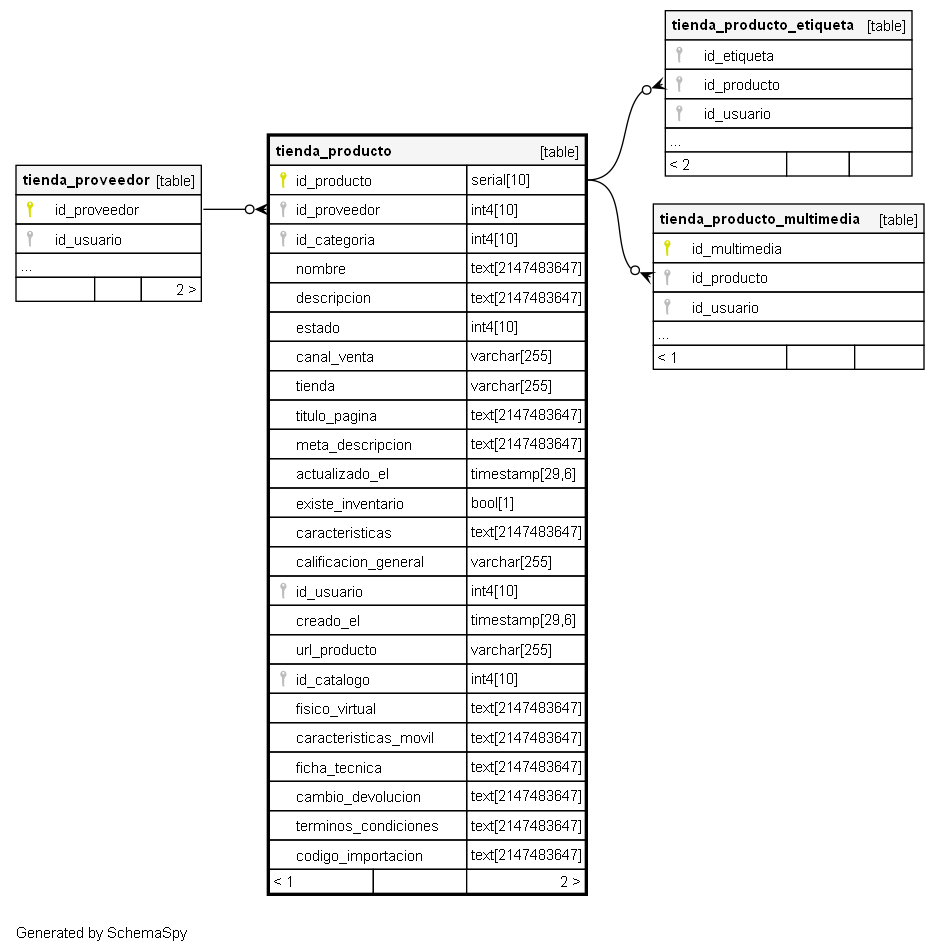 tienda_proveedor [table]
id_proveedor
id_usuario
...
2 >
tienda_producto [table]
id_producto serial[10]
id_proveedor int4[10]
id_categoria int4[10]
nombre text[2147483647]
descripcion text[2147483647]
estado int4[10]
canal_venta varchar[255]
tienda varchar[255]
titulo_pagina text[2147483647]
meta_descripcion text[2147483647]
actualizado_el timestamp[29,6]
existe_inventario bool[1]
caracteristicas text[2147483647]
calificacion_general varchar[255]
id_usuario int4[10]
creado_el timestamp[29,6]
url_producto varchar[255]
id_catalogo int4[10]
fisico_virtual text[2147483647]
caracteristicas_movil text[2147483647]
ficha_tecnica text[2147483647]
cambio_devolucion text[2147483647]
terminos_condiciones text[2147483647]
codigo_importacion text[2147483647]
< 1 2 >
tienda_producto_etiqueta [table]
id_etiqueta
id_producto
id_usuario
...
< 2
tienda_producto_multimedia [table]
id_multimedia
id_producto
id_usuario
...
< 1
Generated by SchemaSpy